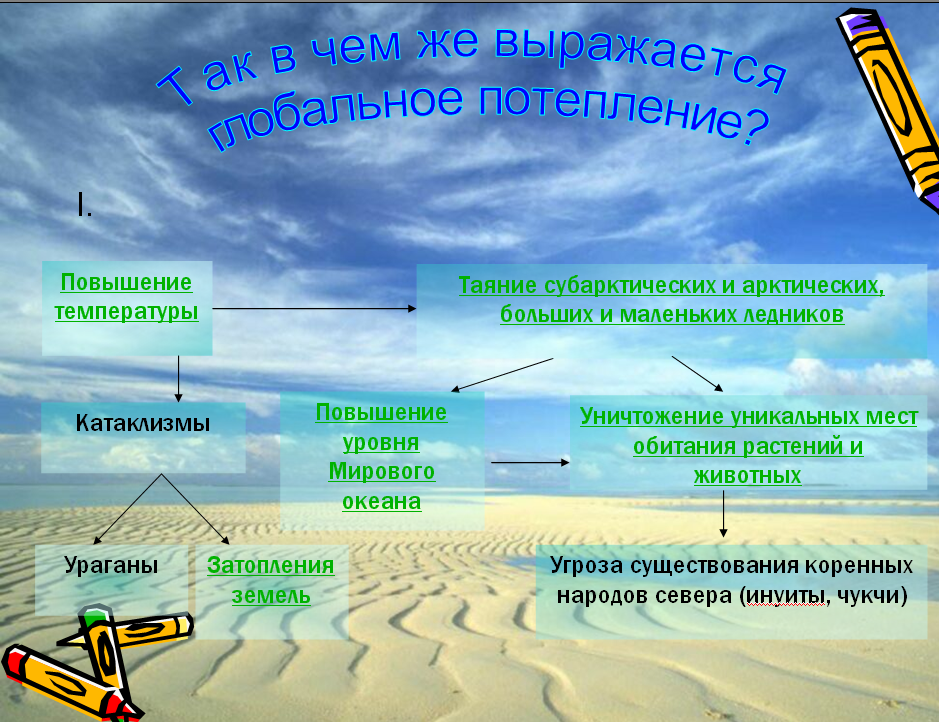 Так в чем же выражается
глобальное потепление?
I.
Повышение
температуры
Таяние субарктических и арктических,
больших и маленьких ледников
Катаклизмы
Повышение
уровня
Мирового
океана
Уничтожение уникальных мест
обитания растений и
животных
Ураганы
Затопления
земель
Угроза существования коренных
народов севера (инуиты, чукчи)